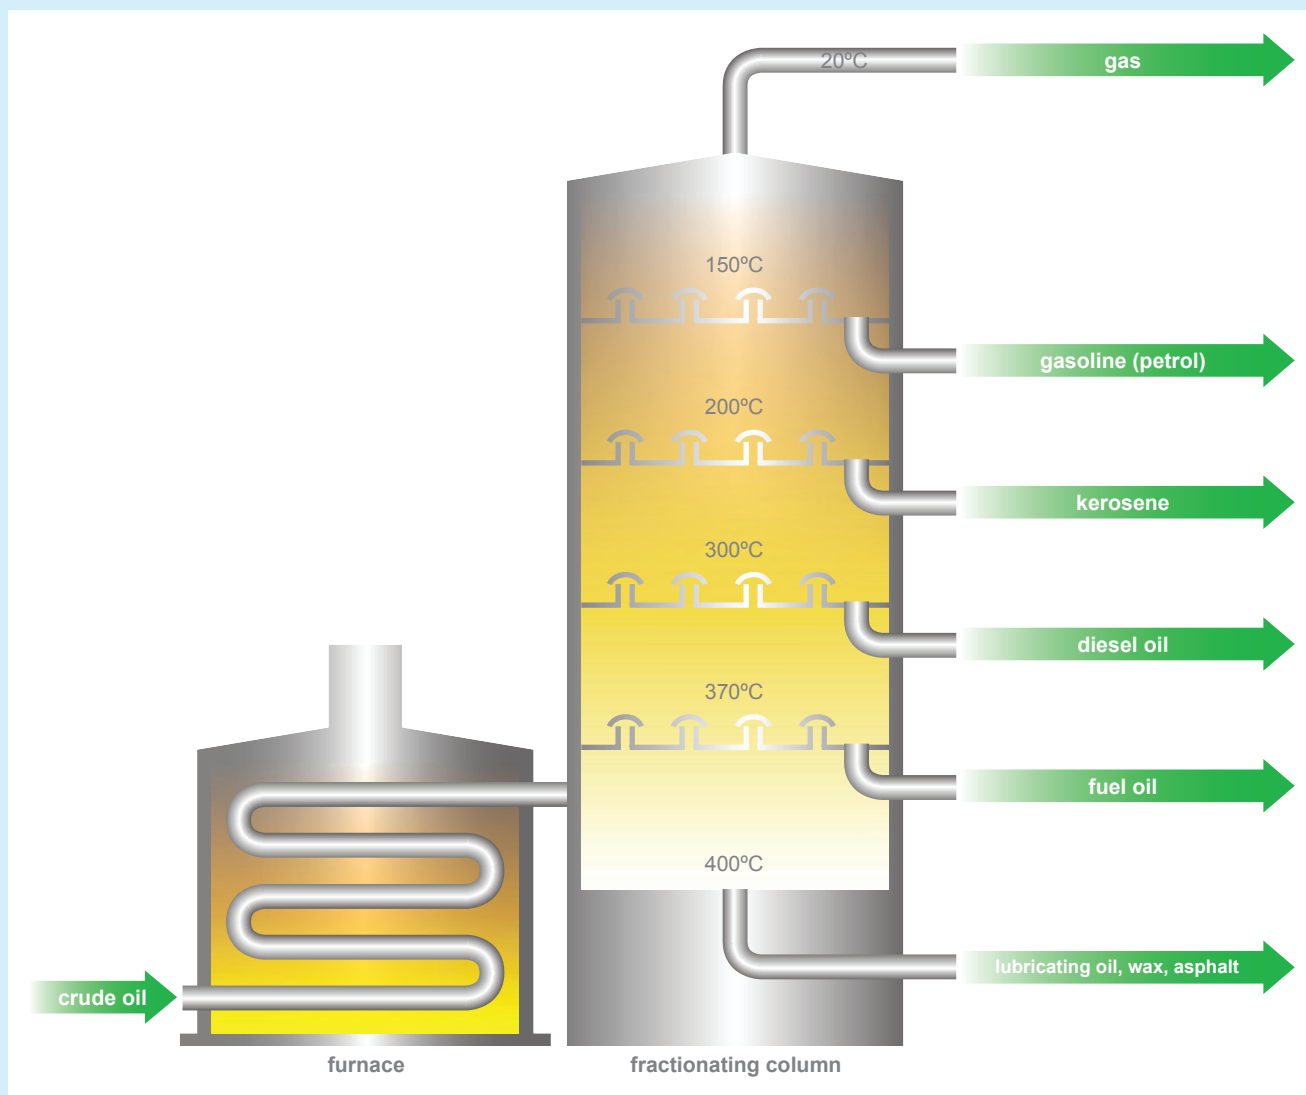 20ºC
gas
150ºC
gasoline (petrol)
200ºC
kerosene
300ºC
diesel oil
370ºC
fuel oil
400ºC
lubricating oil, wax, asphalt
crude oil
furnace
fractionating column